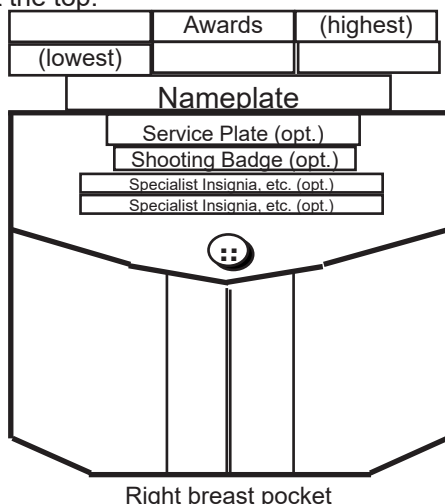 the top:
Awards (highest)
(lowest)
Nameplate
Service Plate (opt.)
Shooting Badge (opt.)
Specialist Insignia, etc. (opt.)
Specialist Insignia, etc. (opt.)
Right breast pocket